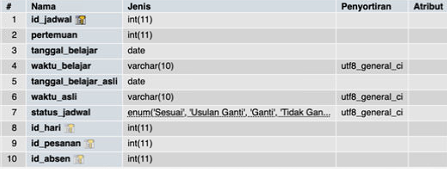 # Nama Jenis Penyortiran Atribut
1 id_jadwal int(11)
2 pertemuan int(11)
3 tanggal_belajar date
4 waktu_belajar varchar(10) utf8_general_ci
5 tanggal_belajar_asli date
6 waktu_asli varchar(10) utf8_general_ci
7 status_jadwal enum('Sesuai', 'Usulan Ganti', 'Ganti', 'Tidak Gan... utf8_general_ci
8 id_hari int(11)
9 id_pesanan int(11)
10 id_absen int(11)